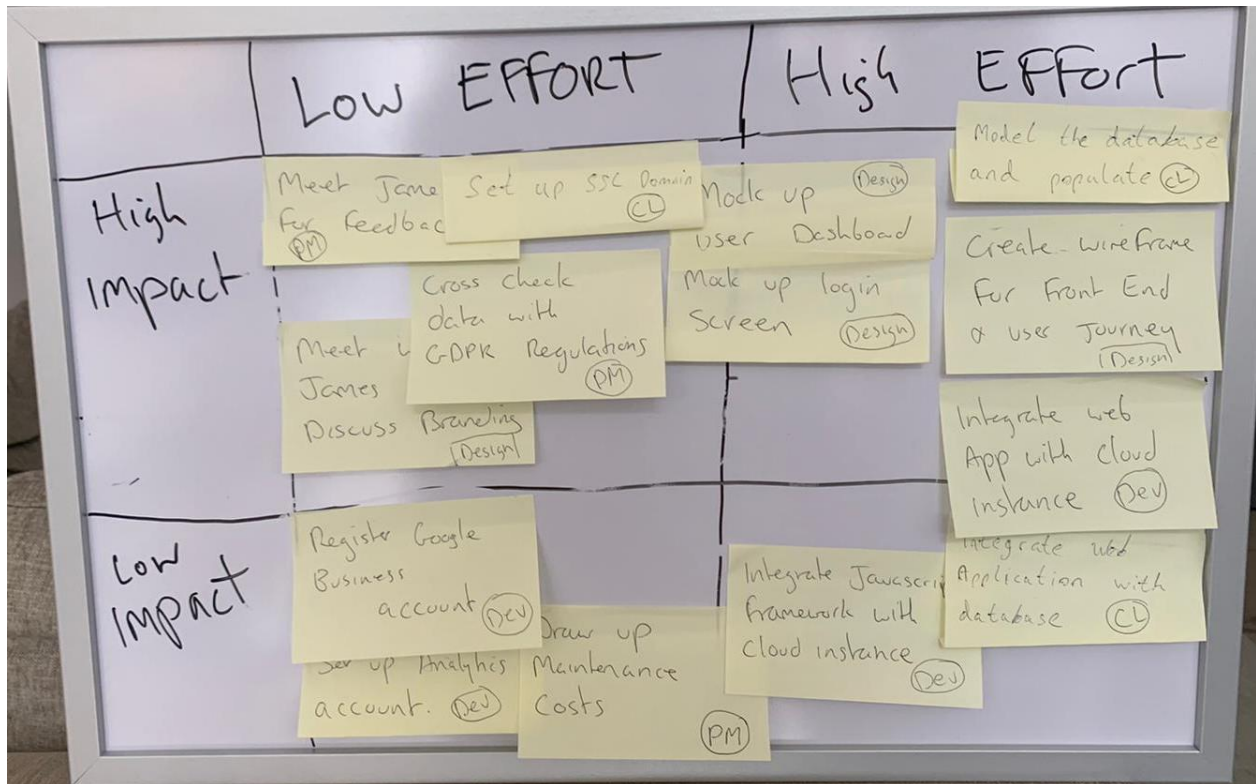 Low EFFORT
High EFFort
High
Impact
Low
Impact
Meet Jame
for feedbac
PM
Set up SSL Domain
CL
Cross check
data with
GDPR Regulations
PM
Meet
James
Discuss Branding
Design
Mock up
Design
User Dashboard
Mock up login
Screen
Design
Model the database
and populate CL
Create wireframe
For Front End
& user Journey
Design
Integrate web
App with Cloud
instance Dev
Integrate web
Application with
database CL
Register Google
Business
account Dev
Set up Analytics
account. Dev
Draw up
Maintenance
Costs
PM
Integrate Javascri
framework with
Cloud instance
Dev